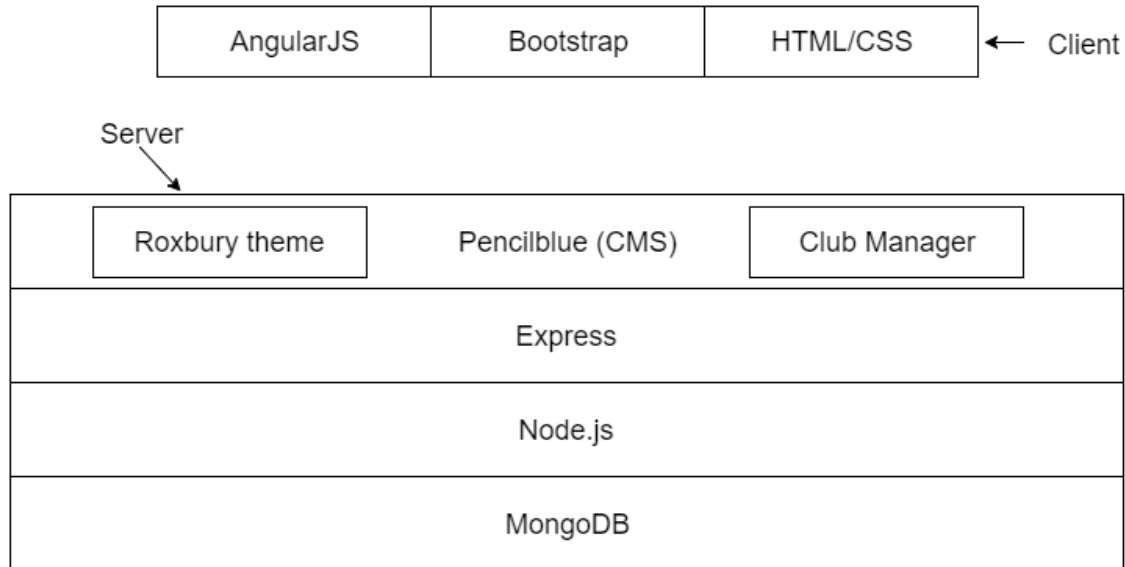 AngularJS
Bootstrap
HTML/CSS
Client
Server
Roxbury theme
Pencilblue (CMS)
Club Manager
Express
Node.js
MongoDB